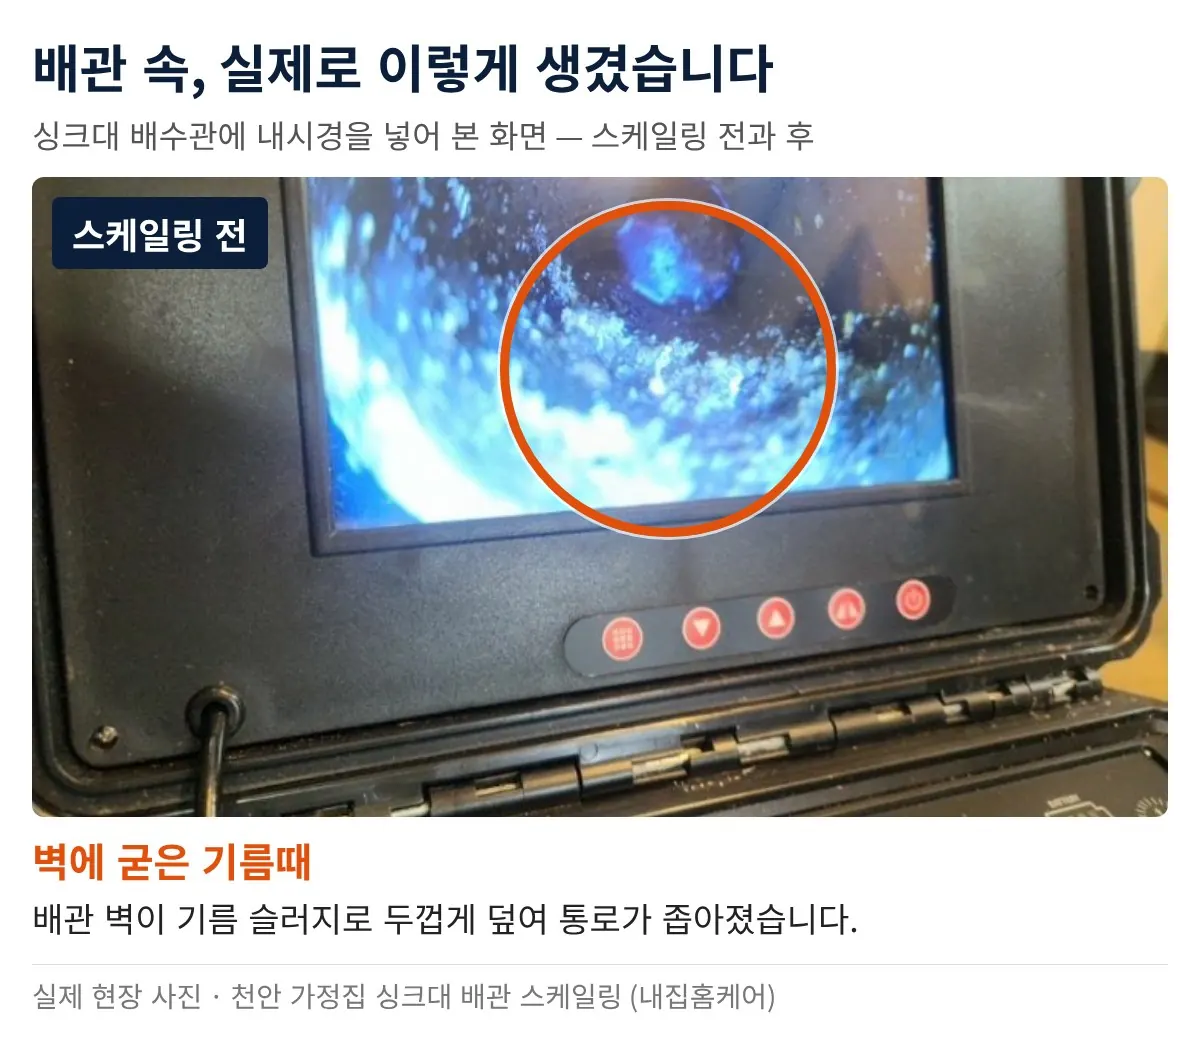 배관 속, 실제로 이렇게 생겼습니다
싱크대 배수관에 내시경을 넣어 본 화면 — 스케일링 전과 후
스케일링 전
벽에 굳은 기름때
배관 벽이 기름 슬러지로 두껍게 덮여 통로가 좁아졌습니다.
실제 현장 사진 · 천안 가정집 싱크대 배관 스케일링 (내집홈케어)